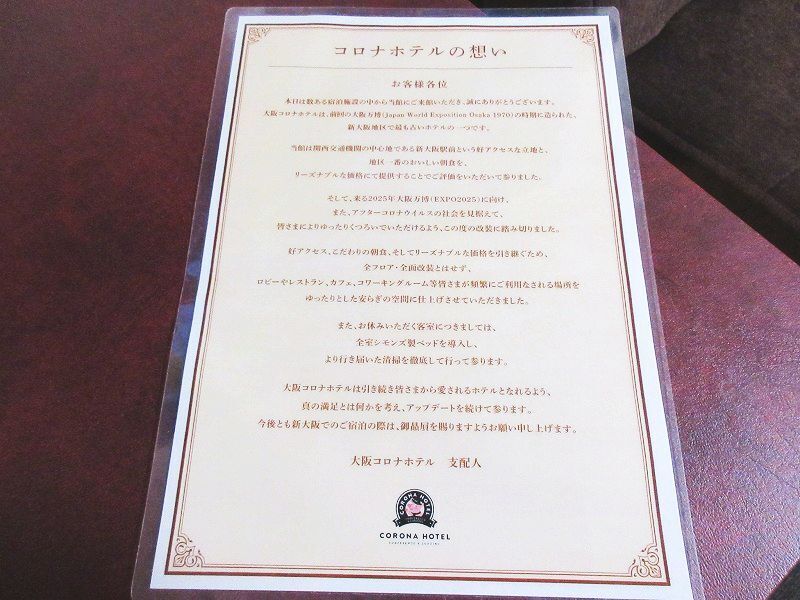 コロナホテルの想い
お客様各位
本日は数ある宿泊施設の中から当館にご来館いただき、誠にありがとうございます。
大阪コロナホテルは、前回の大阪万博(Japan World Exposition Osaka 1970)の時期に造られた、
新大阪地区で最も古いホテルの一つです。
当館は関西交通機関の中心地である新大阪駅前という好アクセスな立地と、
地区一番のおいしい朝食を、
リーズナブルな価格にて提供することでご評価をいただいて参りました。
そして、来る2025年大阪万博(EXPO2025)に向け、
また、アフターコロナウイルスの社会を見据えて、
皆さまによりゆったりくつろいでいただけるよう、この度の改装に踏み切りました。
好アクセス、こだわりの朝食、そしてリーズナブルな価格を引き継ぐため、
全フロア・全面改装とはせず、
ロビーやレストラン、カフェ、コワーキングルーム等皆さまが頻繁にご利用なされる場所を
ゆったりとした安らぎの空間に仕上げさせていただきました。
また、お休みいただく客室につきましては、
全室シモンズ製ベッドを導入し、
より行き届いた清掃を徹底して行って参ります。
大阪コロナホテルは引き続き皆さまから愛されるホテルとなれるよう、
真の満足とは何かを考え、アップデートを続けて参ります。
今後とも新大阪でのご宿泊の際は、御贔屓を賜りますようお願い申し上げます。
大阪コロナホテル 支配人
CORONA HOTEL
CORONA HOTEL